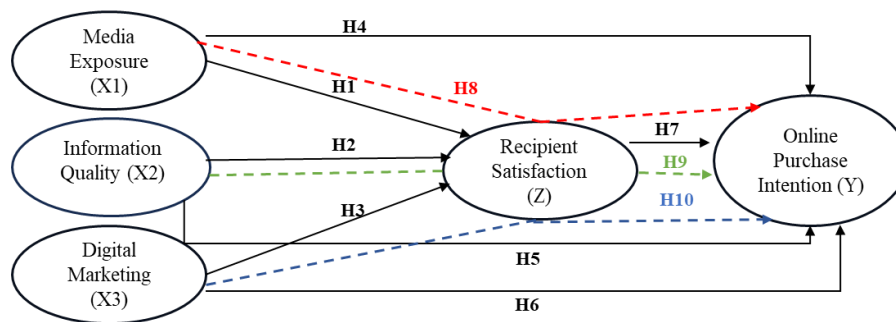 Media
Exposure
(X1)
H4
H1
H8
Information
Quality (X2)
H2
Recipient
Satisfaction
(Z)
H7
H9
Online
Purchase
Intention (Y)
H3
H10
Digital
Marketing
(X3)
H5
H6